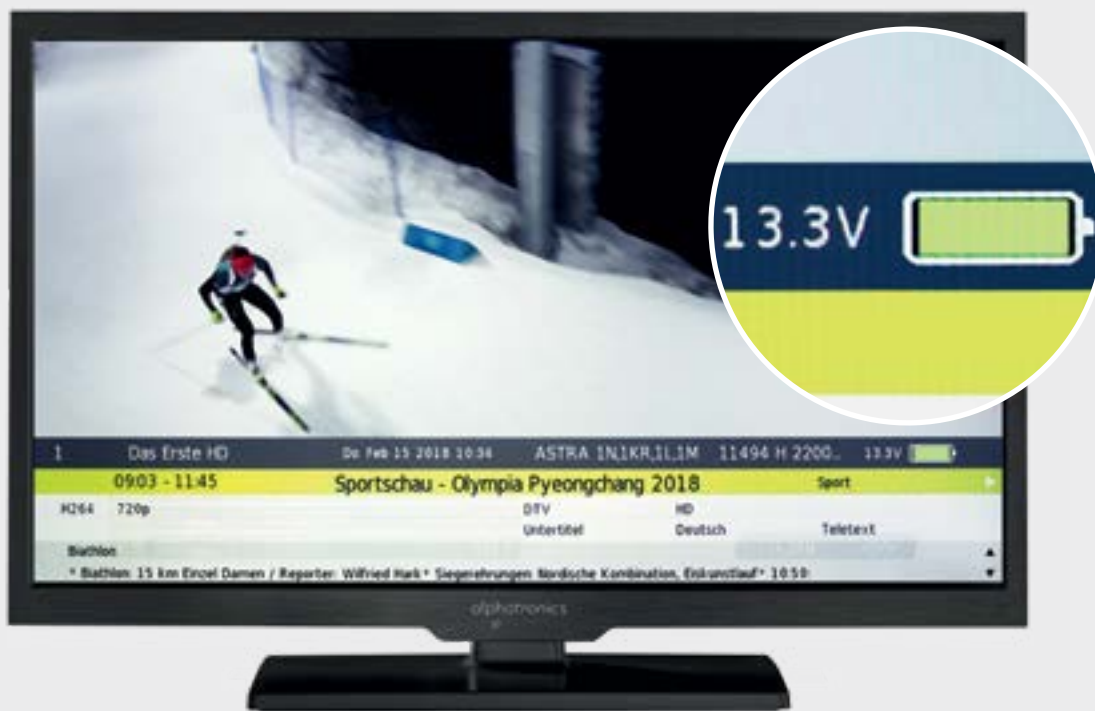 13.3V
1 Das Erste HD Do Feb 15 2018 10:34 ASTRA 1N,1KR,1L,1M 11494 H 2200.. 13.3V
09:03 - 11:45 Sportschau - Olympia Pyeongchang 2018 Sport
H264 720p DTV HD
Untertitel Deutsch Teletext
Biathlon
* Biathlon: 15 km Einzel Damen / Reporter: Wilfried Hark * Siegerehrungen: Nordische Kombination, Eiskunstlauf * 10:50:
alphatronics